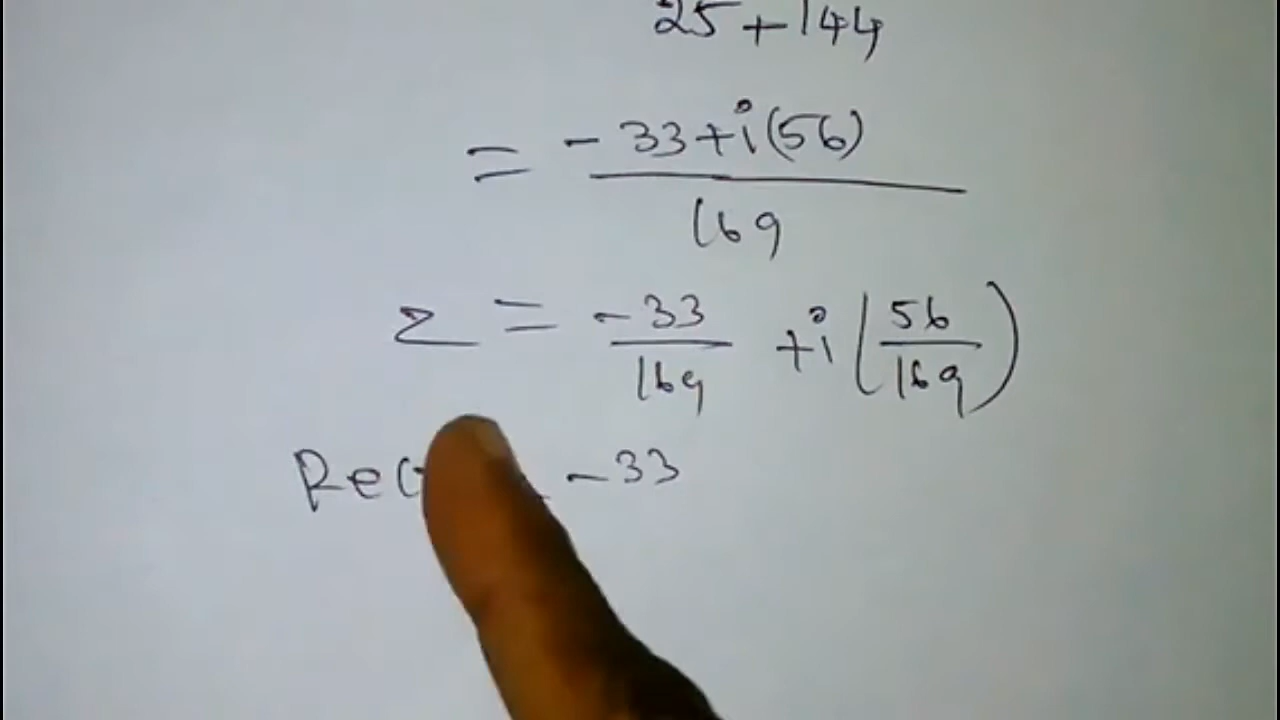 25+144
= -33+i(56)
169
z = -33/169 +i(56/169)
Re( -33